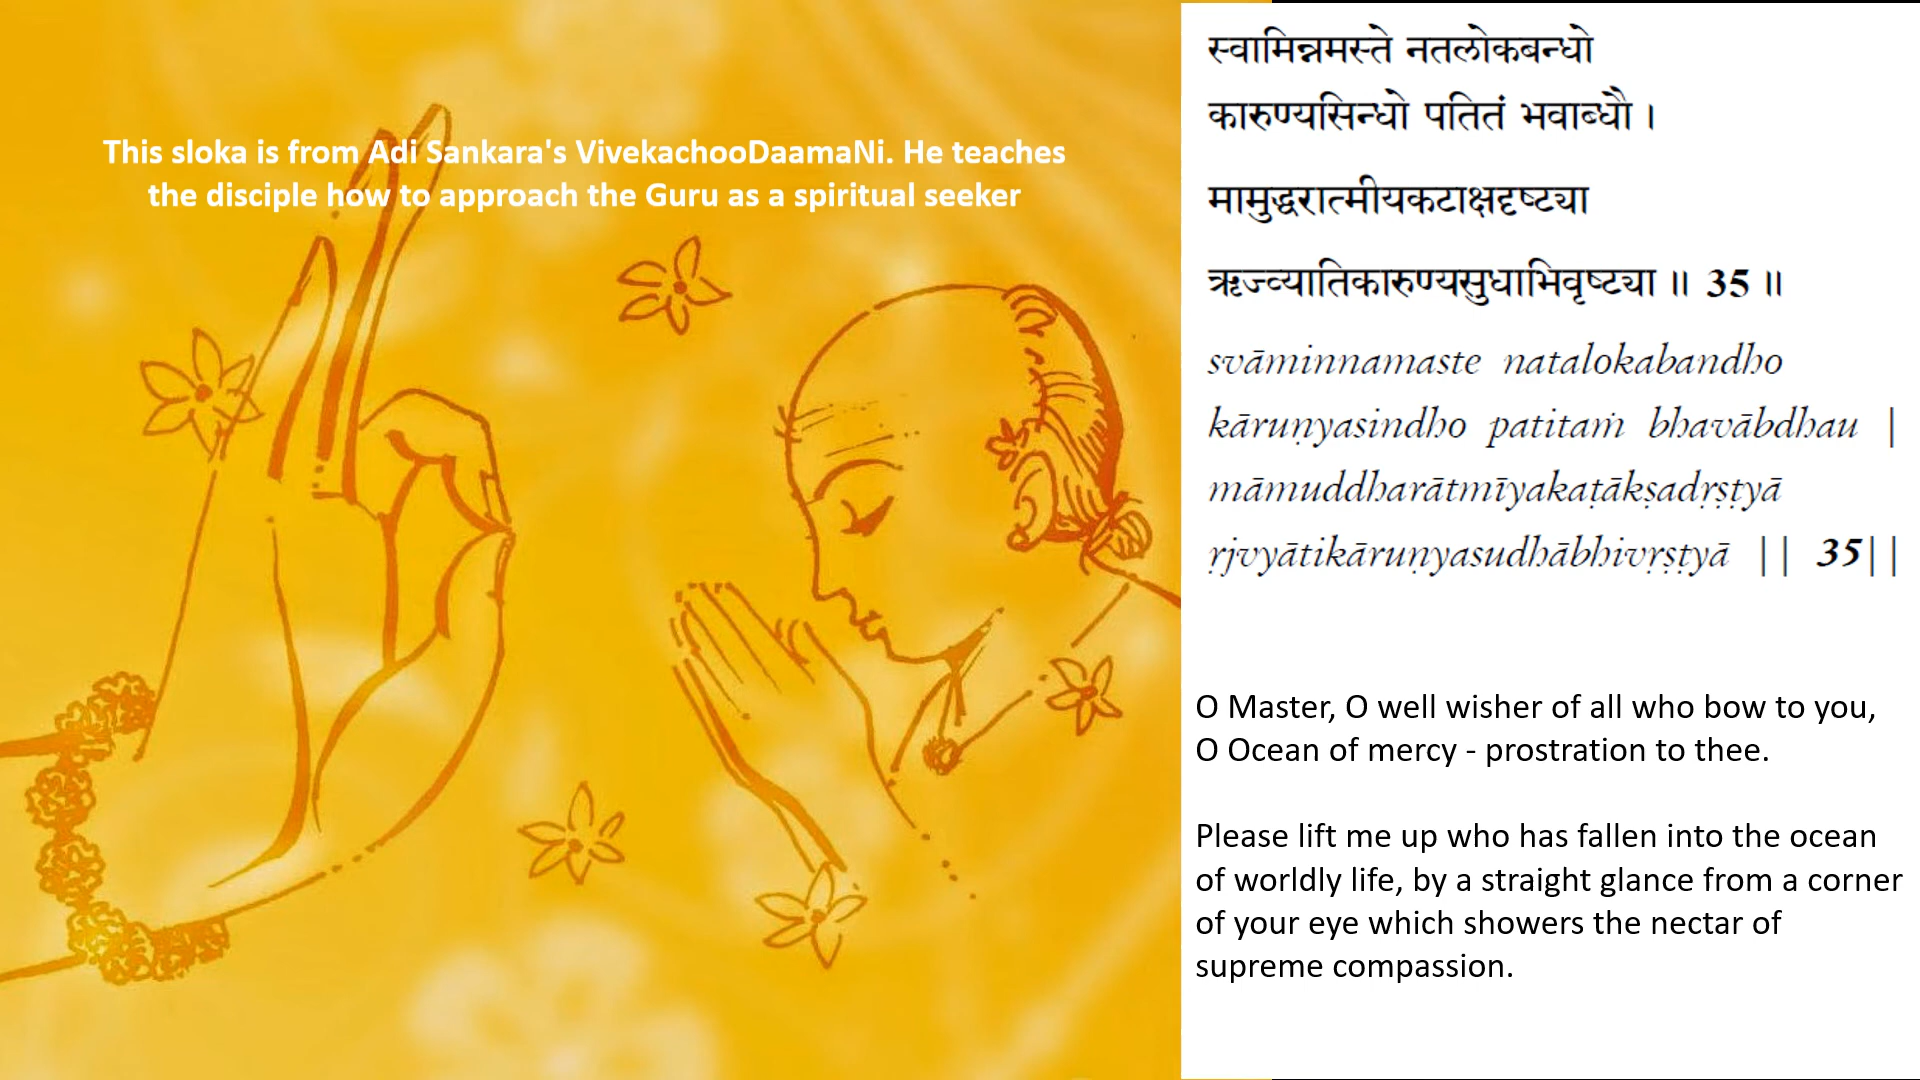 This sloka is from Adi Sankara's VivekachooDaamaNi. He teaches
the disciple how to approach the Guru as a spiritual seeker
स्वामिन्नमस्ते नतलोकबन्धो
कारुण्यसिन्धो पतितं भवाब्धौ ।
मामुद्धरात्मीयकटाक्षदृष्ट्या
ऋज्व्यातिकारुण्यसुधाभिवृष्ट्या ॥ 35 ॥
svāminnamaste natalokabandho
kāruṇyasindho patitaṁ bhavābdhau |
māmuddharātmīyakaṭākṣadṛṣṭyā
ṛjvyātikāruṇyasudhābhivṛṣṭyā || 35||
O Master, O well wisher of all who bow to you,
O Ocean of mercy - prostration to thee.
Please lift me up who has fallen into the ocean
of worldly life, by a straight glance from a corner
of your eye which showers the nectar of
supreme compassion.